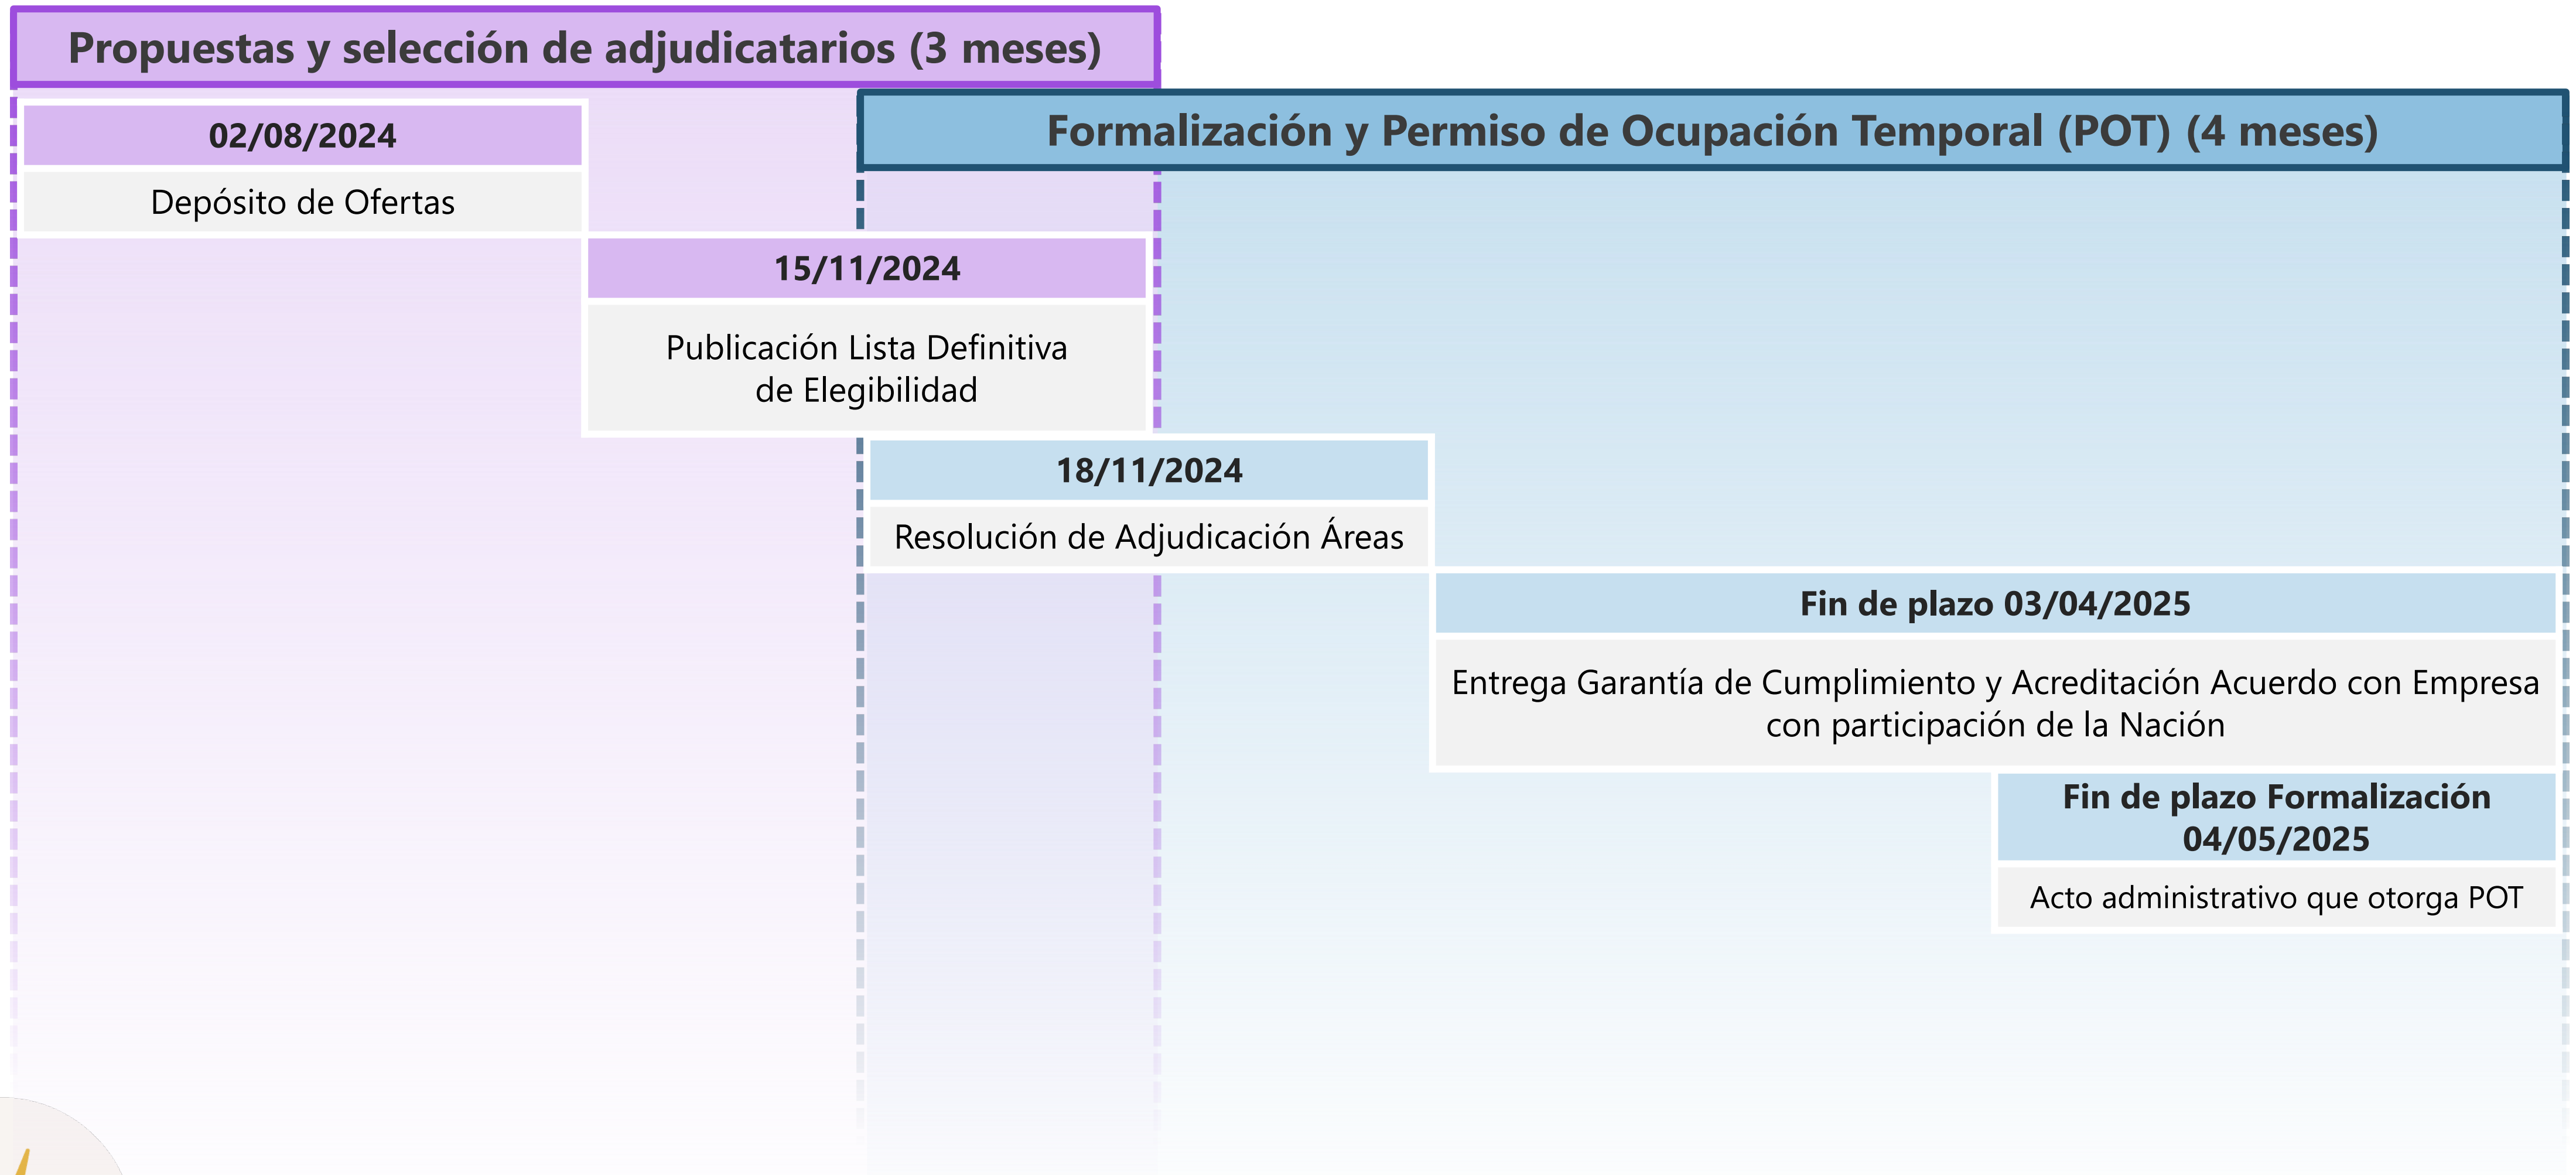 Propuestas y selección de adjudicatarios (3 meses)
Formalización y Permiso de Ocupación Temporal (POT) (4 meses)
02/08/2024
Depósito de Ofertas
15/11/2024
Publicación Lista Definitiva
de Elegibilidad
18/11/2024
Resolución de Adjudicación Áreas
Fin de plazo 03/04/2025
Entrega Garantía de Cumplimiento y Acreditación Acuerdo con Empresa
con participación de la Nación
Fin de plazo Formalización
04/05/2025
Acto administrativo que otorga POT